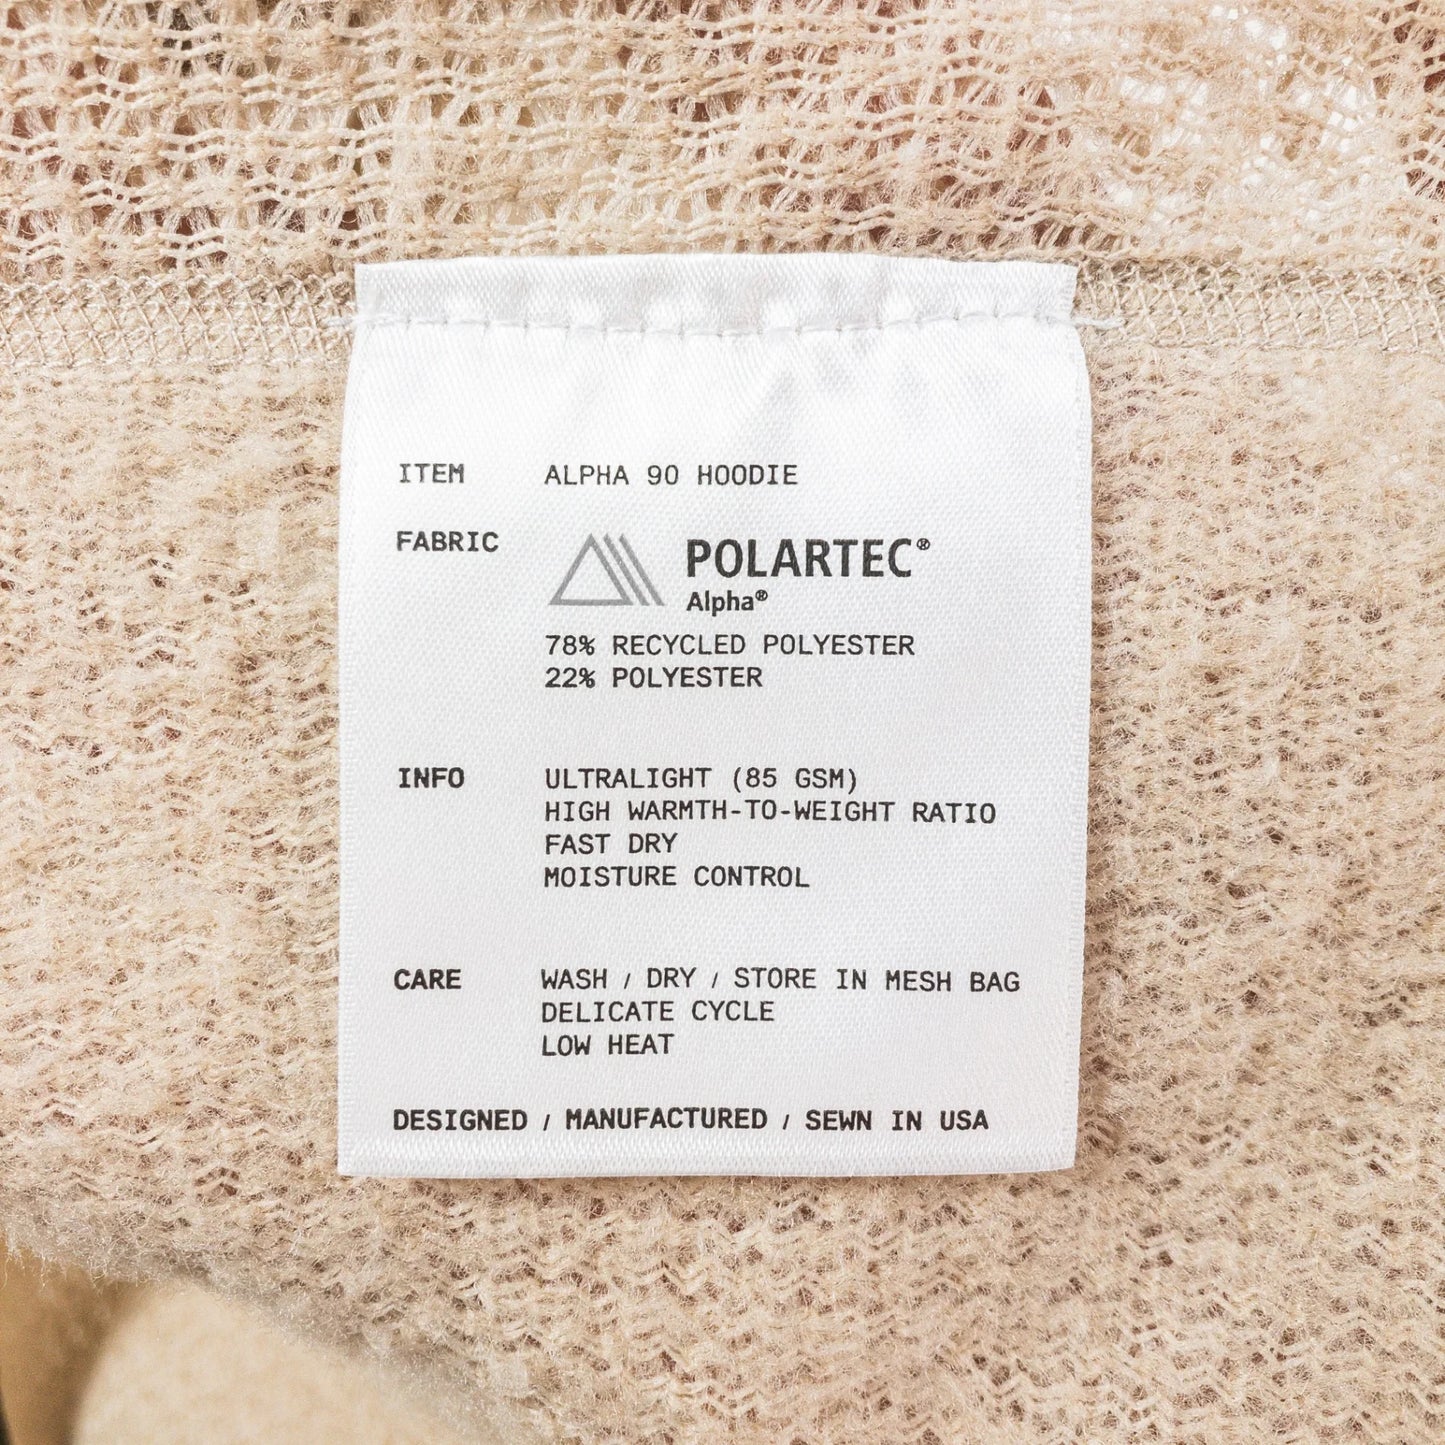 ITEM ALPHA 90 HOODIE
FABRIC POLARTEC®
Alpha®
78% RECYCLED POLYESTER
22% POLYESTER
INFO ULTRALIGHT (85 GSM)
HIGH WARMTH-TO-WEIGHT RATIO
FAST DRY
MOISTURE CONTROL
CARE WASH / DRY / STORE IN MESH BAG
DELICATE CYCLE
LOW HEAT
DESIGNED / MANUFACTURED / SEWN IN USA